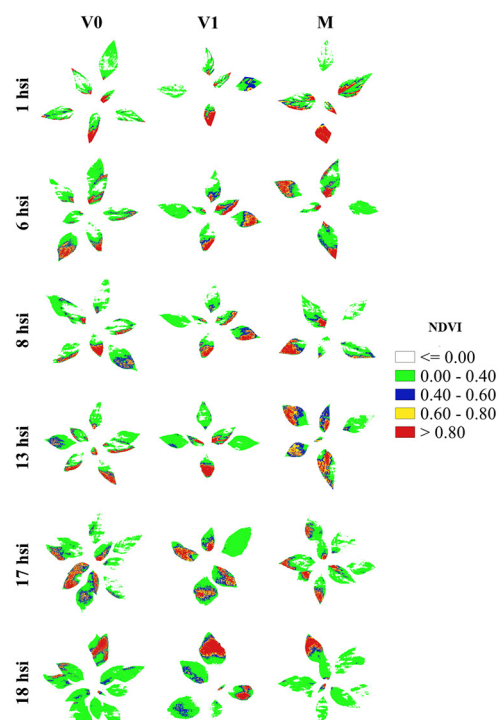 V0 V1 M
1 hsi
6 hsi
8 hsi
13 hsi
17 hsi
18 hsi
NDVI
<= 0.00
0.00 - 0.40
0.40 - 0.60
0.60 - 0.80
> 0.80